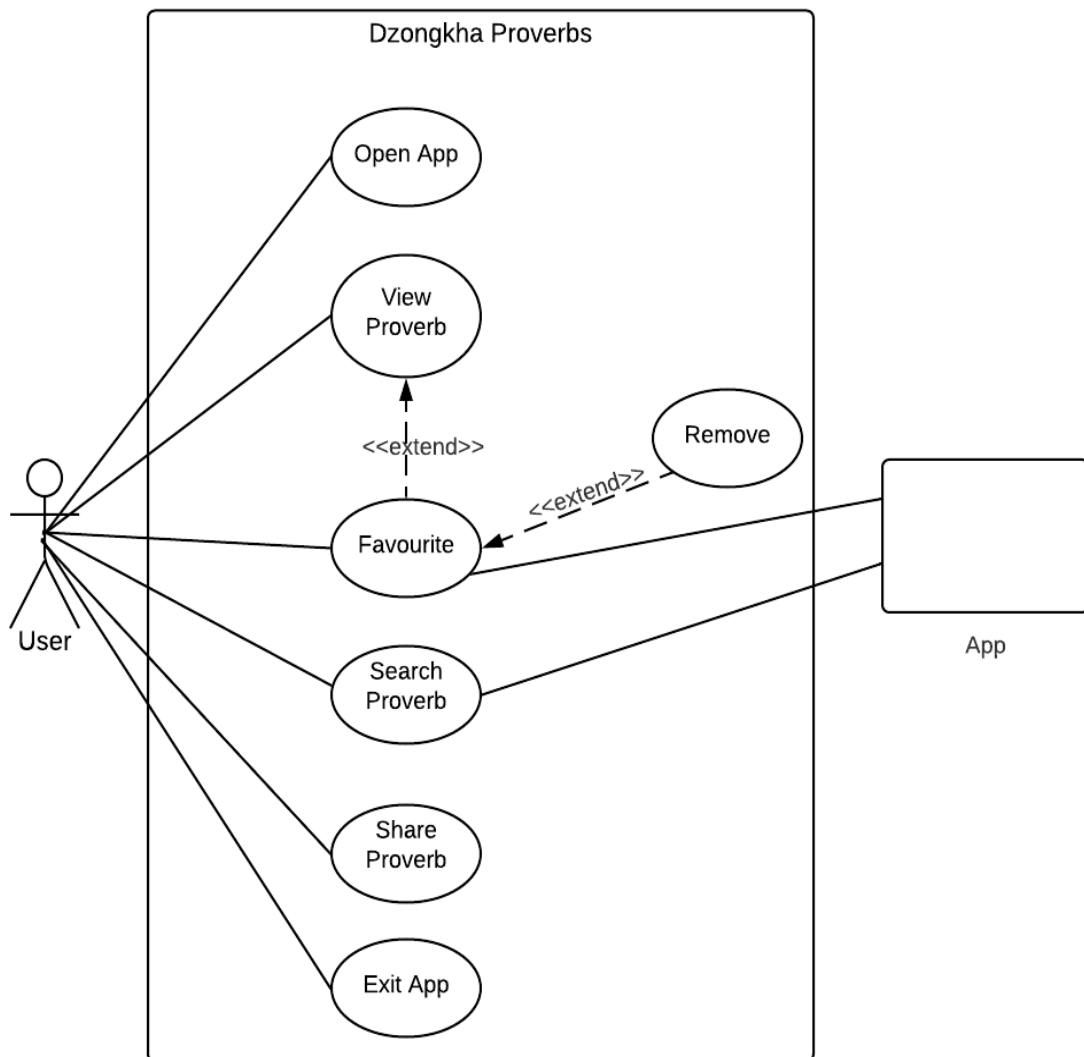 Dzongkha Proverbs
Open App
View
Proverb
<<extend>>
Remove
<<extend>>
Favourite
User
Search
Proverb
App
Share
Proverb
Exit App